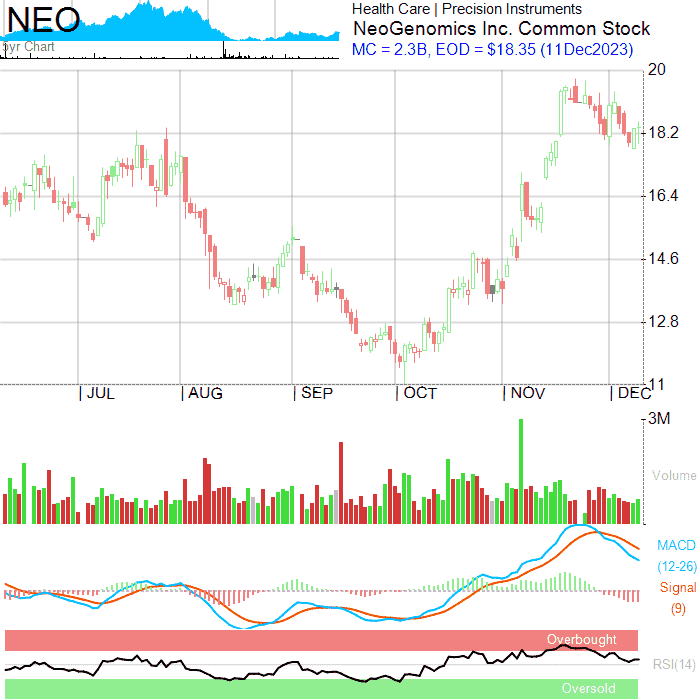 NEO
5yr Chart
Health Care | Precision Instruments
NeoGenomics Inc. Common Stock
MC = 2.3B, EOD = $18.35 (11Dec2023)
20
18.2
16.4
14.6
12.8
11
| JUL | AUG | SEP | OCT | NOV | DEC
3M
Volume
MACD
(12-26)
Signal
(9)
Overbought
RSI(14)
Oversold